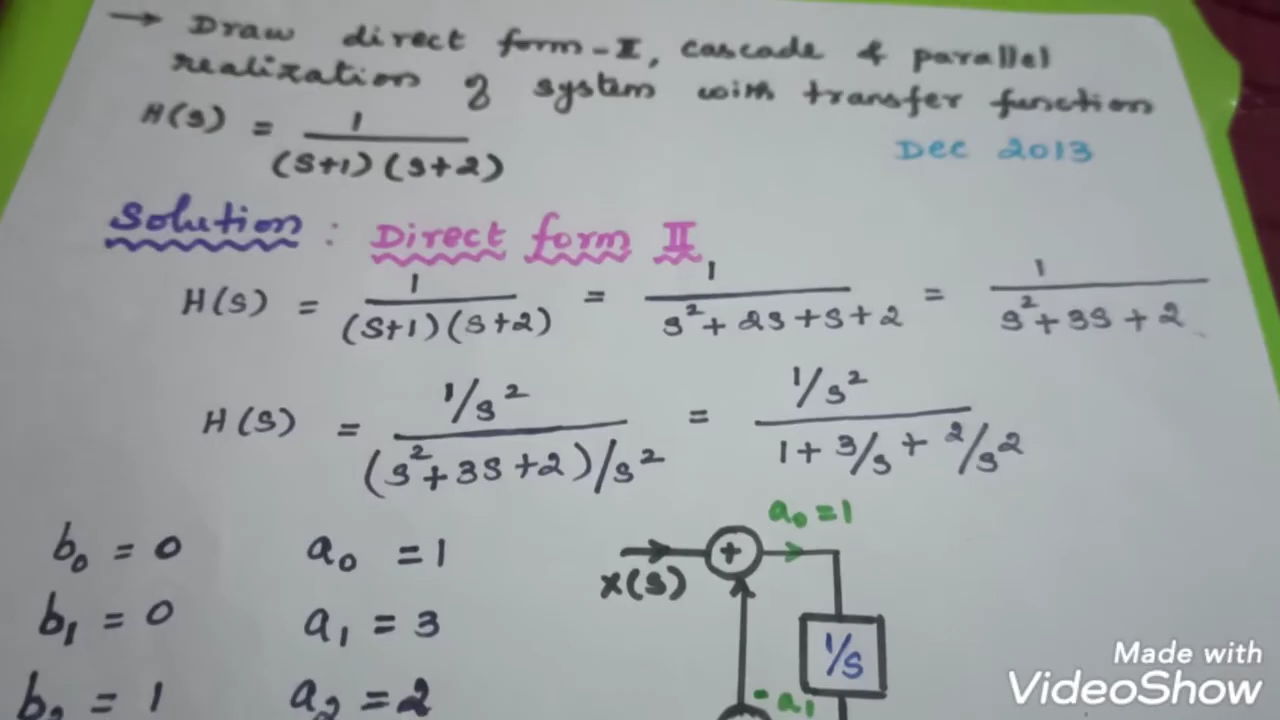 → Draw direct form-II, cascade & parallel
realization of system with transfer function
H(s) = 1 / (s+1)(s+2)
Dec 2013
Solution : Direct form II
H(s) = 1 / (s+1)(s+2) = 1 / s²+2s+s+2 = 1 / s²+3s+2
H(s) = 1/s² / (s²+3s+2)/s² = 1/s² / 1+3/s+2/s²
b₀ = 0 a₀ = 1
b₁ = 0 a₁ = 3
b₂ = 1 a₂ = 2
a₀ = 1
+
X(s)
1/s
-a₁
Made with
VideoShow